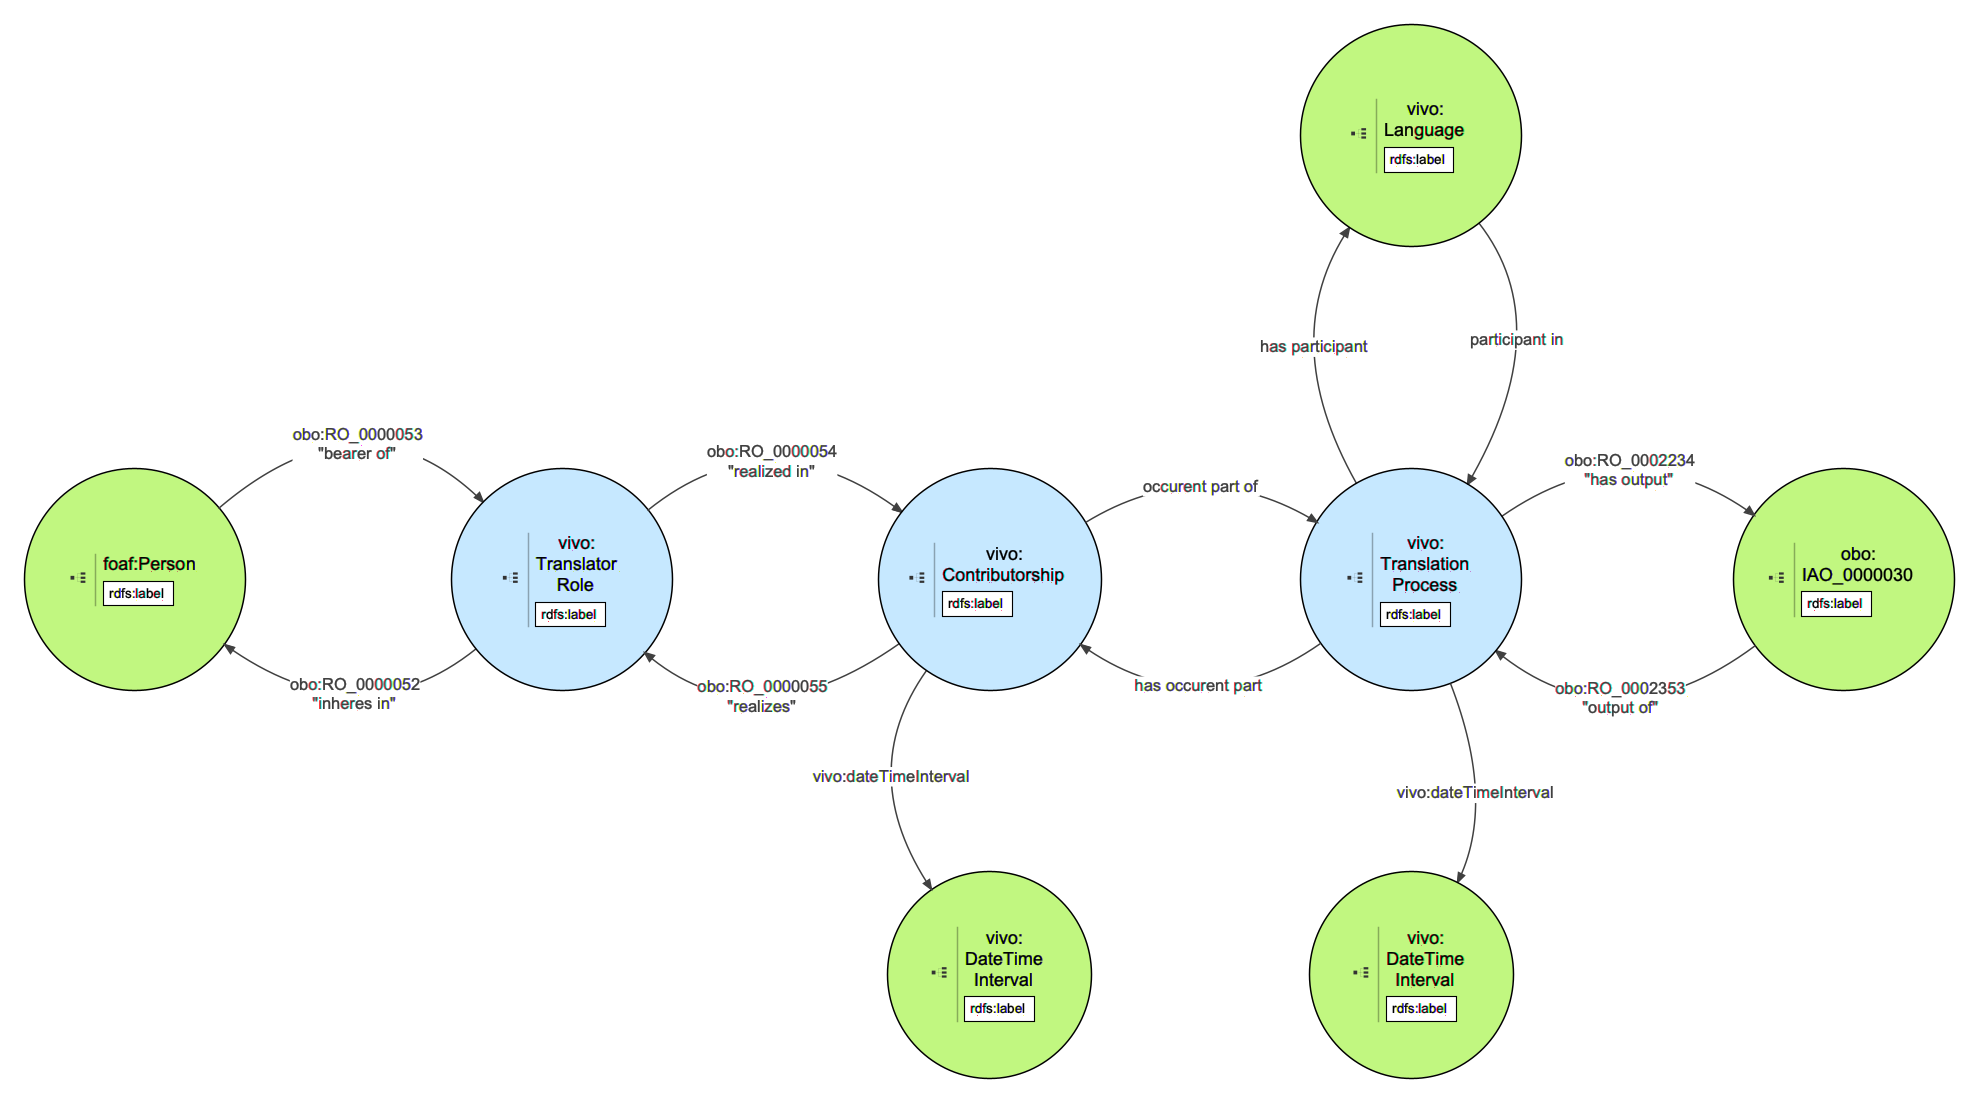 vivo:
Language
rdfs:label
has participant
participant in
obo:RO_0000053
"bearer of"
obo:RO_0000054
"realized in"
occurent part of
obo:RO_0002234
"has output"
foaf:Person
rdfs:label
vivo:
Translator
Role
rdfs:label
vivo:
Contributorship
rdfs:label
vivo:
Translation
Process
rdfs:label
obo:
IAO_0000030
rdfs:label
obo:RO_0000052
"inheres in"
obo:RO_0000055
"realizes"
has occurent part
obo:RO_0002353
"output of"
vivo:dateTimeInterval
vivo:dateTimeInterval
vivo:
DateTime
Interval
rdfs:label
vivo:
DateTime
Interval
rdfs:label